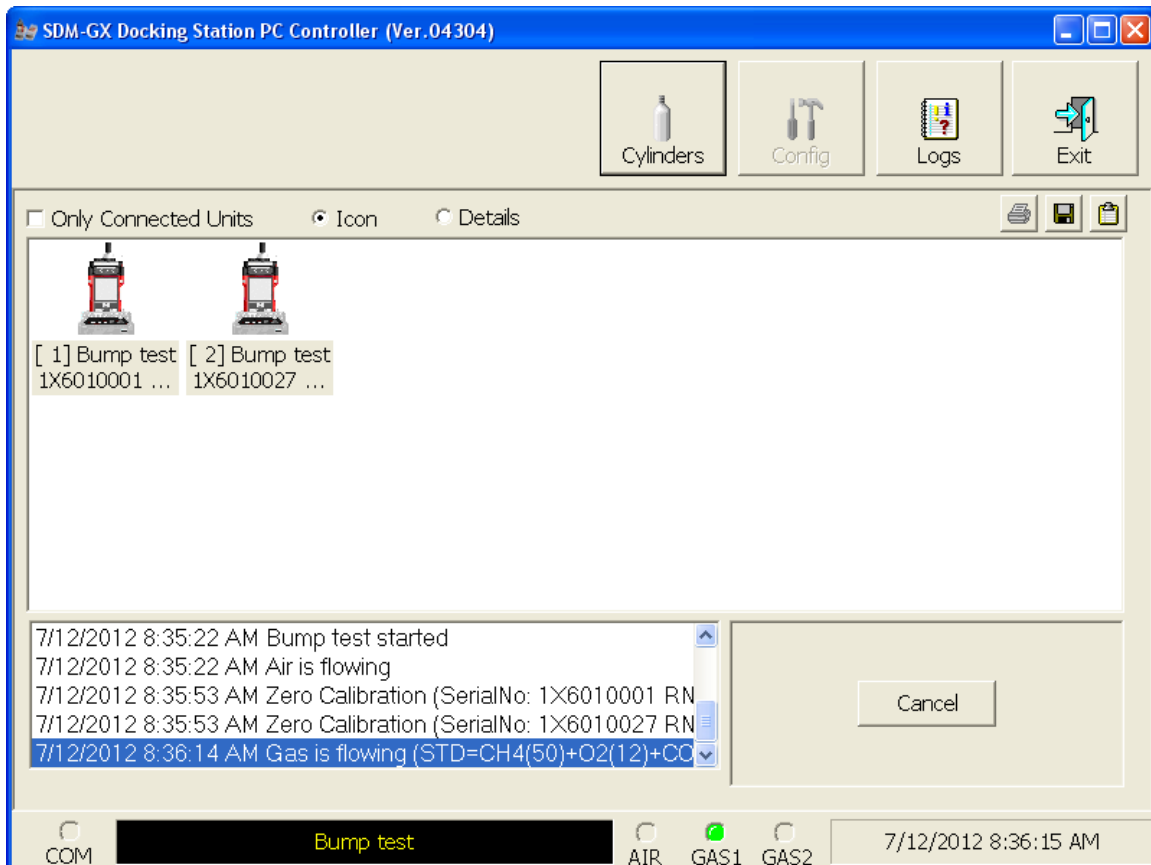 SDM-GX Docking Station PC Controller (Ver.04304)
Cylinders
Config
Logs
Exit
Only Connected Units
Icon
Details
[ 1] Bump test
1X6010001 ...
[ 2] Bump test
1X6010027 ...
7/12/2012 8:35:22 AM Bump test started
7/12/2012 8:35:22 AM Air is flowing
7/12/2012 8:35:53 AM Zero Calibration (SerialNo: 1X6010001 RN
7/12/2012 8:35:53 AM Zero Calibration (SerialNo: 1X6010027 RN
7/12/2012 8:36:14 AM Gas is flowing (STD=CH4(50)+O2(12)+CO
Cancel
COM
Bump test
AIR
GAS1
GAS2
7/12/2012 8:36:15 AM